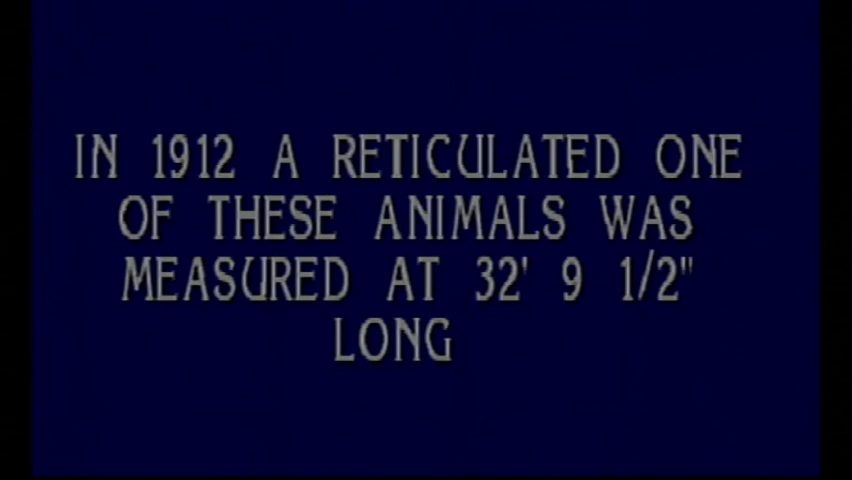 IN 1912 A RETICULATED ONE
OF THESE ANIMALS WAS
MEASURED AT 32' 9 1/2"
LONG